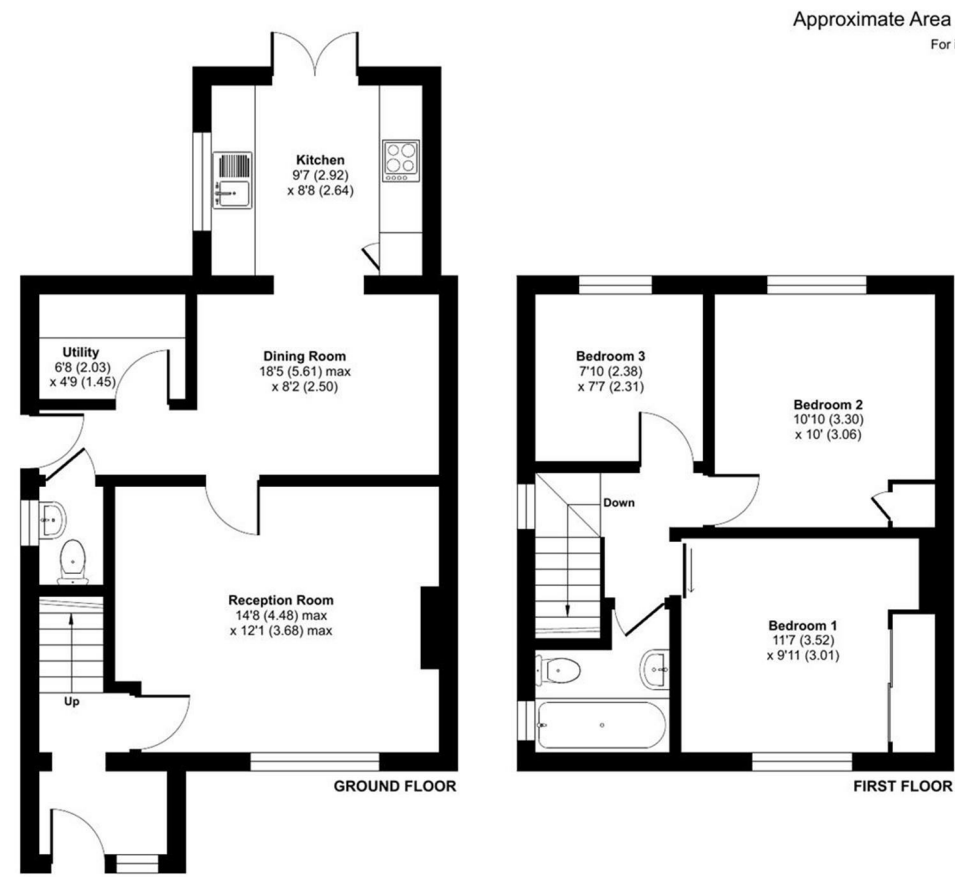 Approximate Area
For
Kitchen
9'7 (2.92)
x 8'8 (2.64)
Utility
6'8 (2.03)
x 4'9 (1.45)
Dining Room
18'5 (5.61) max
x 8'2 (2.50)
Bedroom 3
7'10 (2.38)
x 7'7 (2.31)
Bedroom 2
10'10 (3.30)
x 10' (3.06)
Down
Reception Room
14'8 (4.48) max
x 12'1 (3.68) max
Bedroom 1
11'7 (3.52)
x 9'11 (3.01)
Up
GROUND FLOOR
FIRST FLOOR